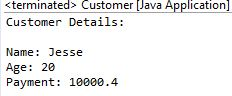 <terminated> Customer [Java Application]
Customer Details:
Name: Jesse
Age: 20
Payment: 10000.4